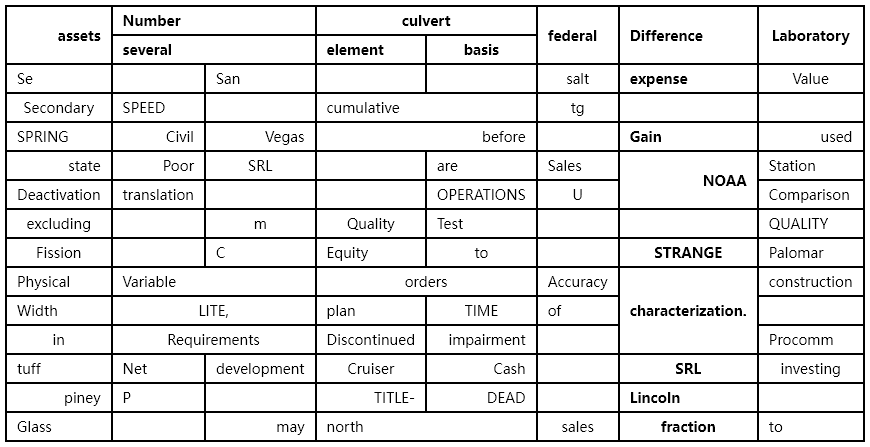 assets Number culvert federal Difference Laboratory
several element basis
Se San salt expense Value
Secondary SPEED cumulative tg
SPRING Civil Vegas before Gain used
state Poor SRL are Sales NOAA Station
Deactivation translation OPERATIONS U Comparison
excluding m Quality Test QUALITY
Fission C Equity to STRANGE Palomar
Physical Variable orders Accuracy characterization. construction
Width LITE, plan TIME of
in Requirements Discontinued impairment Procomm
tuff Net development Cruiser Cash SRL investing
piney P TITLE- DEAD Lincoln
Glass may north sales fraction to